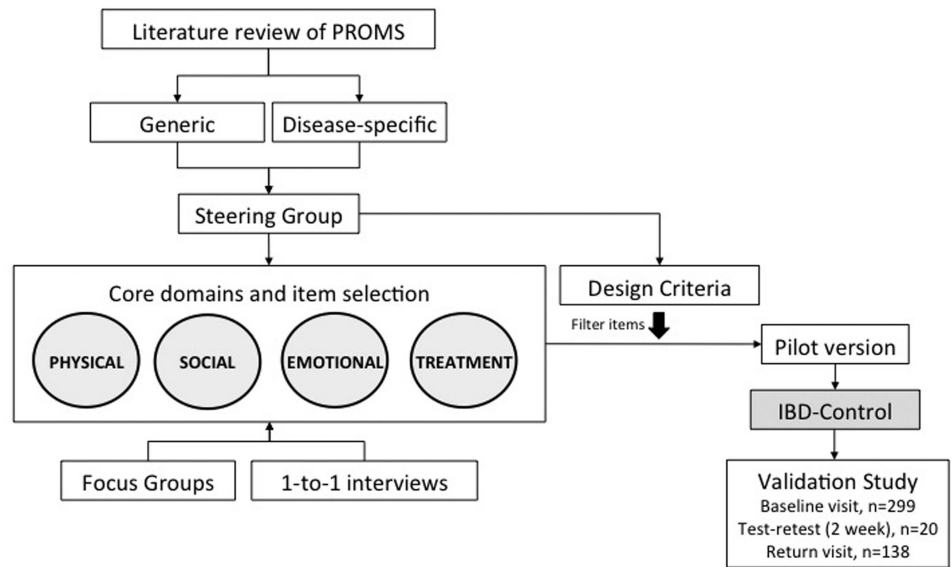 Literature review of PROMS
Generic
Disease-specific
Steering Group
Core domains and item selection
PHYSICAL
SOCIAL
EMOTIONAL
TREATMENT
Focus Groups
1-to-1 interviews
Design Criteria
Filter items
Pilot version
IBD-Control
Validation Study
Baseline visit, n=299
Test-retest (2 week), n=20
Return visit, n=138